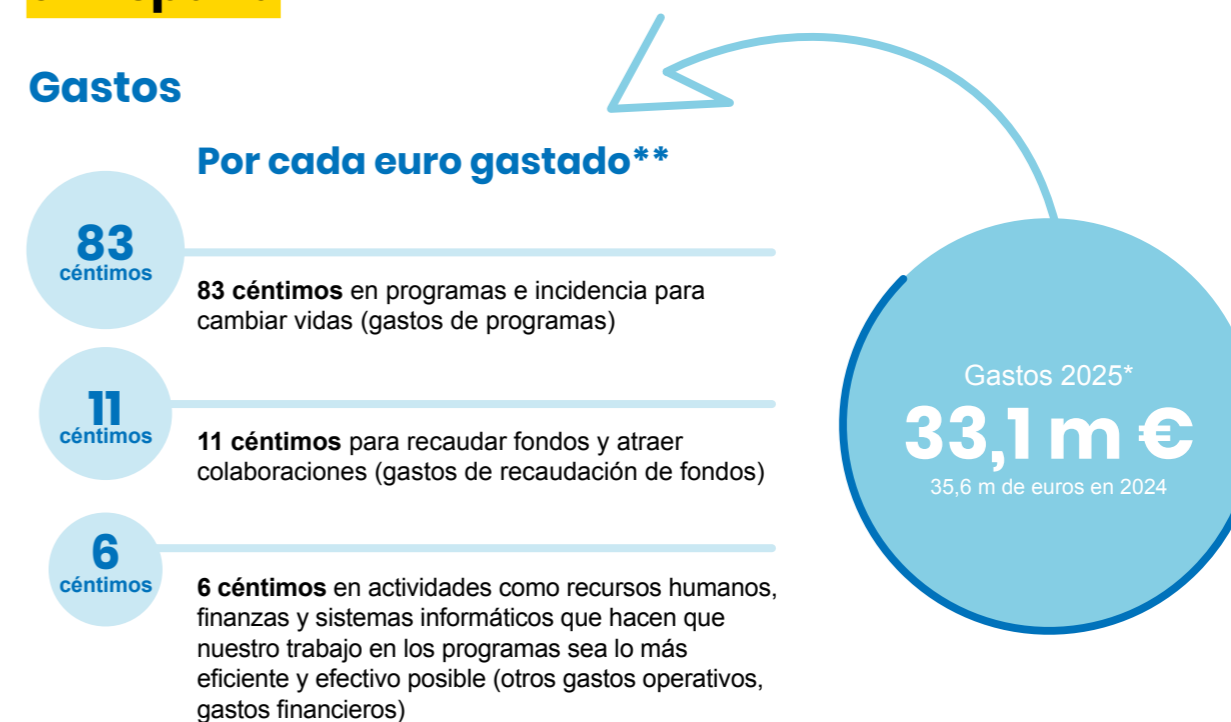 Gastos
Por cada euro gastado**
83
céntimos
83 céntimos en programas e incidencia para
cambiar vidas (gastos de programas)
11
céntimos
11 céntimos para recaudar fondos y atraer
colaboraciones (gastos de recaudación de fondos)
6
céntimos
6 céntimos en actividades como recursos humanos,
finanzas y sistemas informáticos que hacen que
nuestro trabajo en los programas sea lo más
eficiente y efectivo posible (otros gastos operativos,
gastos financieros)
Gastos 2025*
33,1 m €
35,6 m de euros en 2024